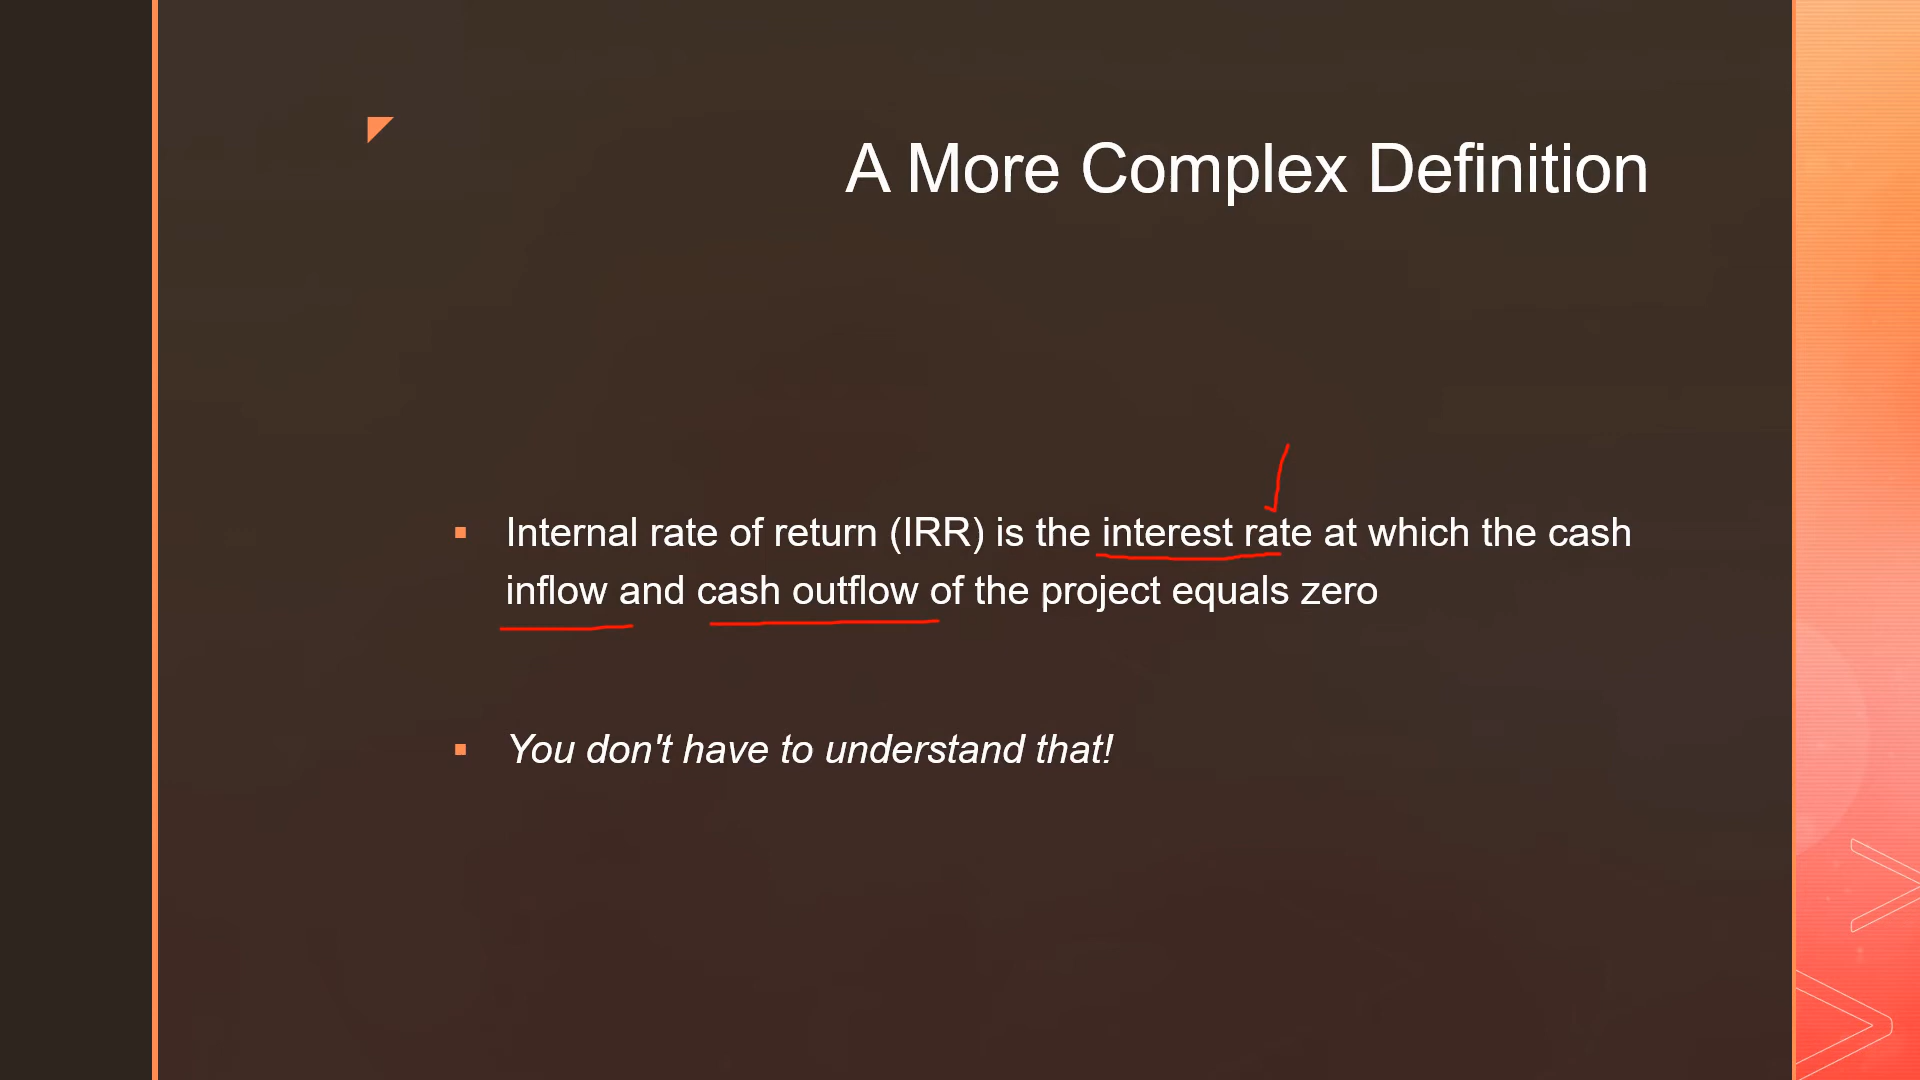 A More Complex Definition
Internal rate of return (IRR) is the interest rate at which the cash
inflow and cash outflow of the project equals zero
You don't have to understand that!